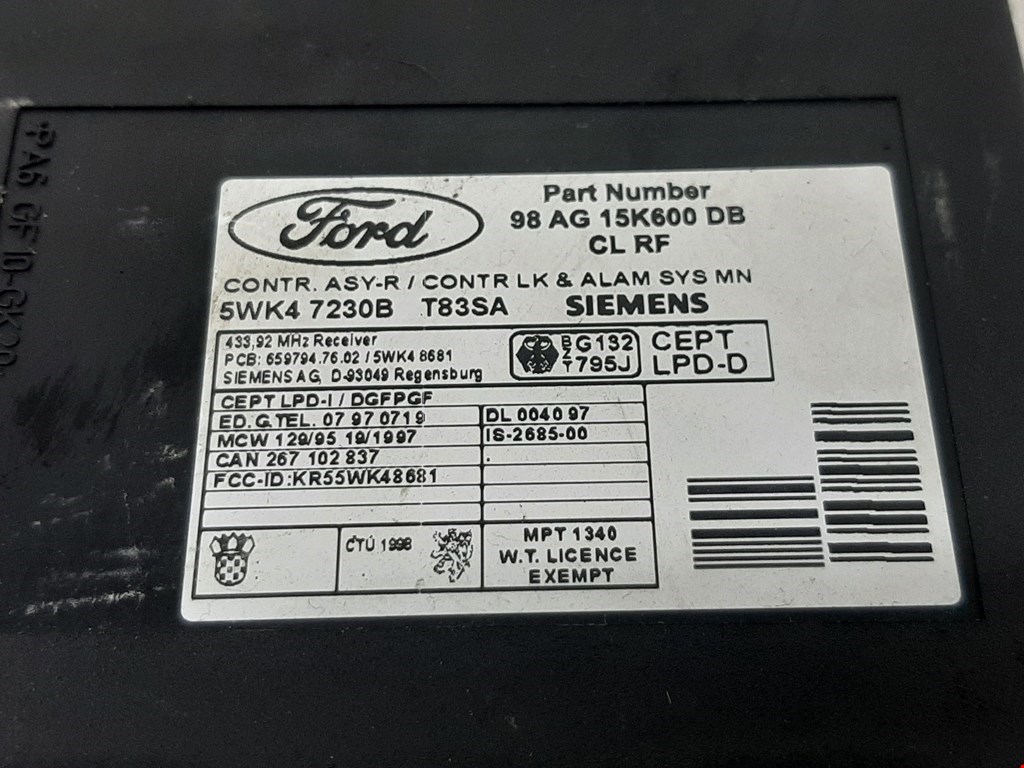 Ford
Part Number
98 AG 15K600 DB
CL RF
CONTR. ASY-R / CONTR LK & ALAM SYS MN
5WK4 7230B T83SA SIEMENS
433,92 MHz Receiver
PCB: 659794.76.02 / 5WK4 8681
SIEMENS AG, D-93049 Regensburg
BZT G132 795J
CEPT
LPD-D
CEPT LPD-I / DGFPGF
ED. G. TEL. 07 97 0719
DL 0040 97
MCW 129/95 19/1997
IS-2685-00
CAN 267 102 837
FCC-ID:KR55WK48681
ČTÚ 1998
MPT 1340
W.T. LICENCE
EXEMPT
PA6 GF 10-